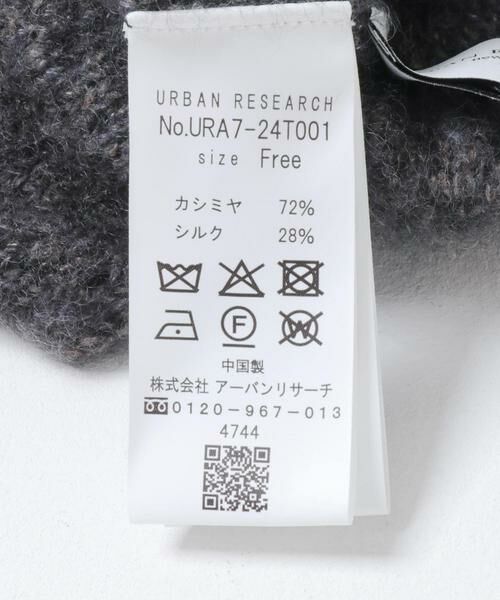 URBAN RESEARCH
No.URA7-24T001
size Free
カシミヤ 72%
シルク 28%
F
W
中国製
株式会社 アーバンリサーチ
0120-967-013
4744